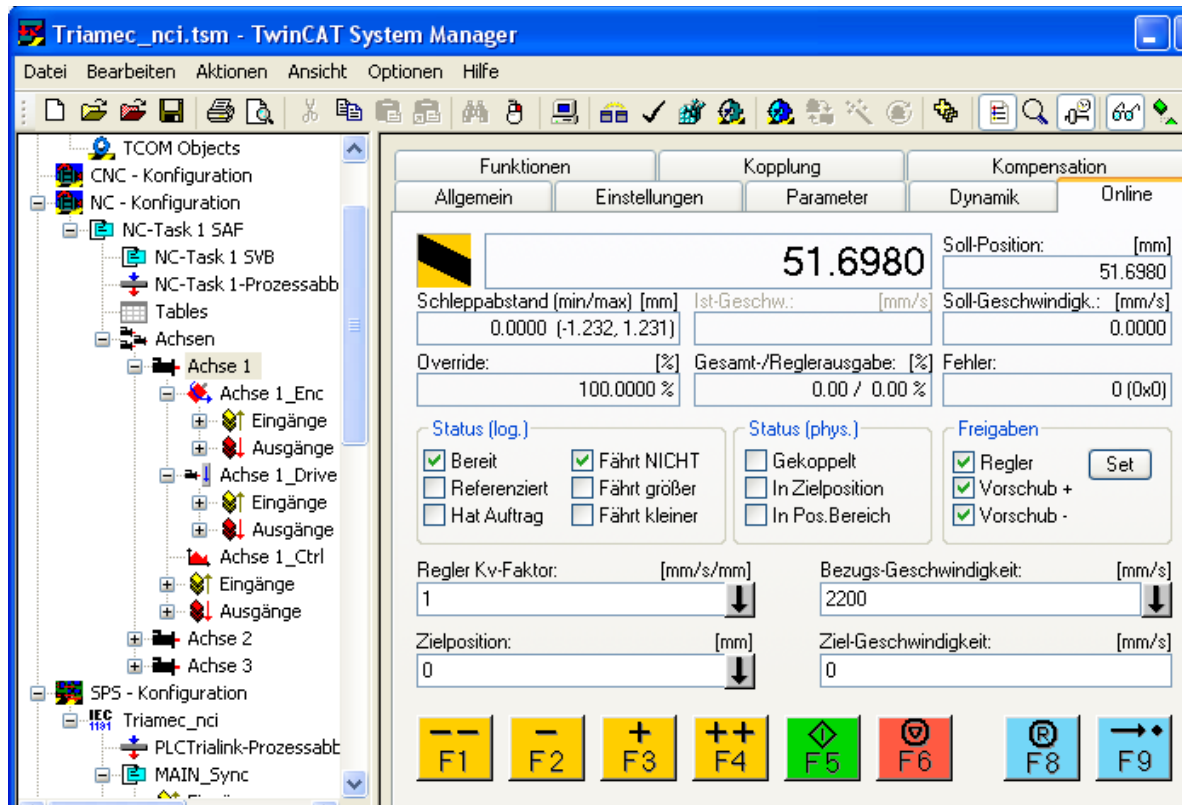 Triamec_nci.tsm - TwinCAT System Manager
Datei Bearbeiten Aktionen Ansicht Optionen Hilfe
TCOM Objects
CNC - Konfiguration
NC - Konfiguration
NC-Task 1 SAF
NC-Task 1 SVB
NC-Task 1-Prozessabb
Tables
Achsen
Achse 1
Achse 1_Enc
Eingänge
Ausgänge
Achse 1_Drive
Eingänge
Ausgänge
Achse 1_Ctrl
Eingänge
Ausgänge
Achse 2
Achse 3
SPS - Konfiguration
IEC 1131
Triamec_nci
PLCTrialink-Prozessabb
MAIN_Sync
Funktionen Kopplung Kompensation
Allgemein Einstellungen Parameter Dynamik Online
51.6980
Soll-Position: [mm]
51.6980
Schleppabstand (min/max) [mm] Ist-Geschw.: [mm/s] Soll-Geschwindigk.: [mm/s]
0.0000 (-1.232, 1.231) 0.0000
Override: [%] Gesamt-/Reglerausgabe: [%] Fehler:
100.0000 % 0.00 / 0.00 % 0 (0x0)
Status (log.) Status (phys.) Freigaben
Bereit Fährt NICHT Gekoppelt Regler Set
Referenziert Fährt größer In Zielposition Vorschub +
Hat Auftrag Fährt kleiner In Pos.Bereich Vorschub -
Regler Kv-Faktor: [mm/s/mm] Bezugs-Geschwindigkeit: [mm/s]
1 2200
Zielposition: [mm] Ziel-Geschwindigkeit: [mm/s]
0 0
-- - + ++ R
F1 F2 F3 F4 F5 F6 F8 F9